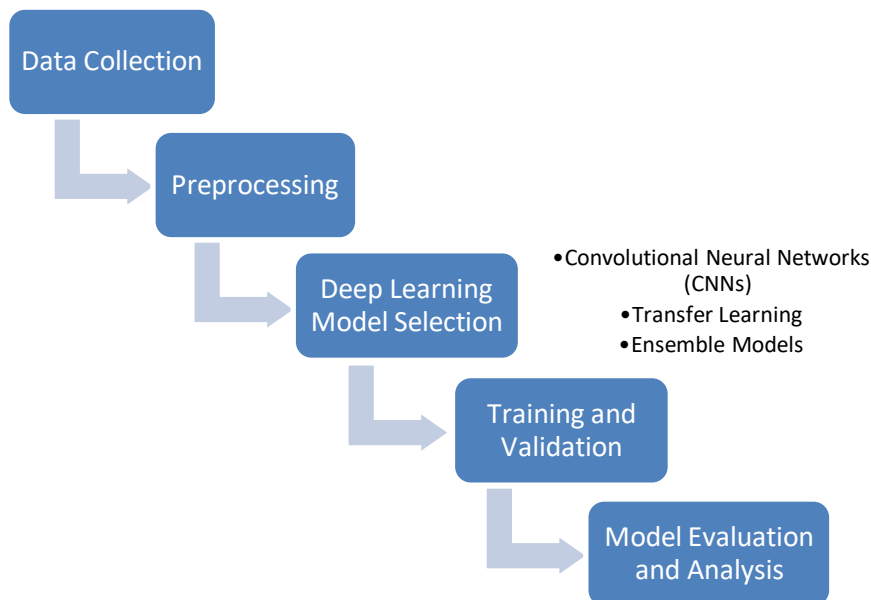 Data Collection
Preprocessing
Deep Learning
Model Selection
•Convolutional Neural Networks
(CNNs)
•Transfer Learning
•Ensemble Models
Training and
Validation
Model Evaluation
and Analysis